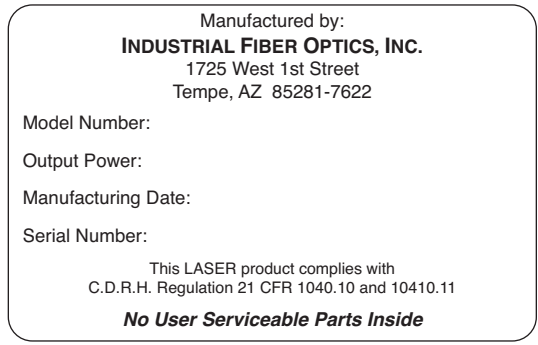 Manufactured by:
INDUSTRIAL FIBER OPTICS, INC.
1725 West 1st Street
Tempe, AZ 85281-7622
Model Number:
Output Power:
Manufacturing Date:
Serial Number:
This LASER product complies with
C.D.R.H. Regulation 21 CFR 1040.10 and 10410.11
No User Serviceable Parts Inside